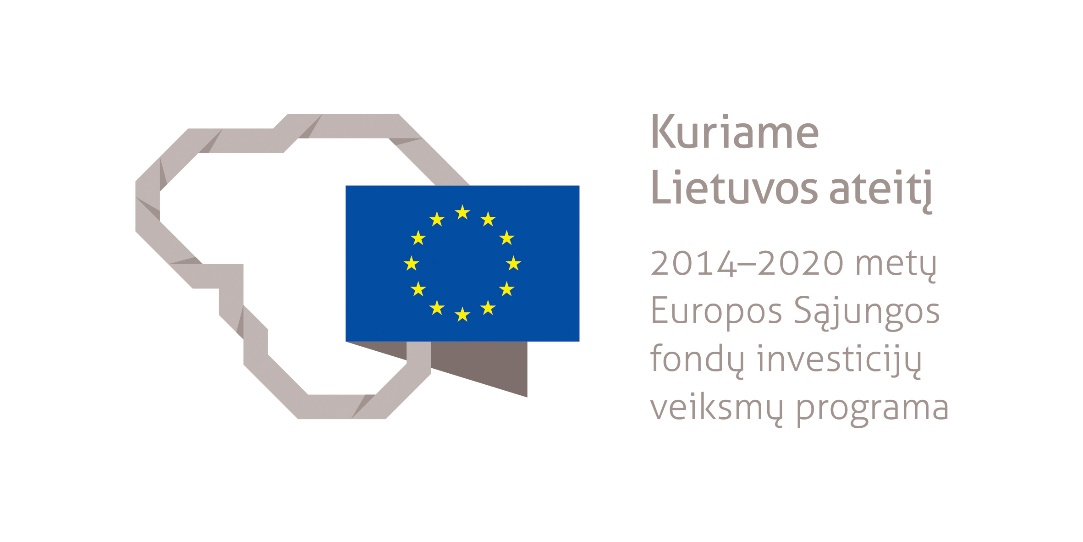 Kuriame
Lietuvos ateitį
2014–2020 metų
Europos Sąjungos
fondų investicijų
veiksmų programa